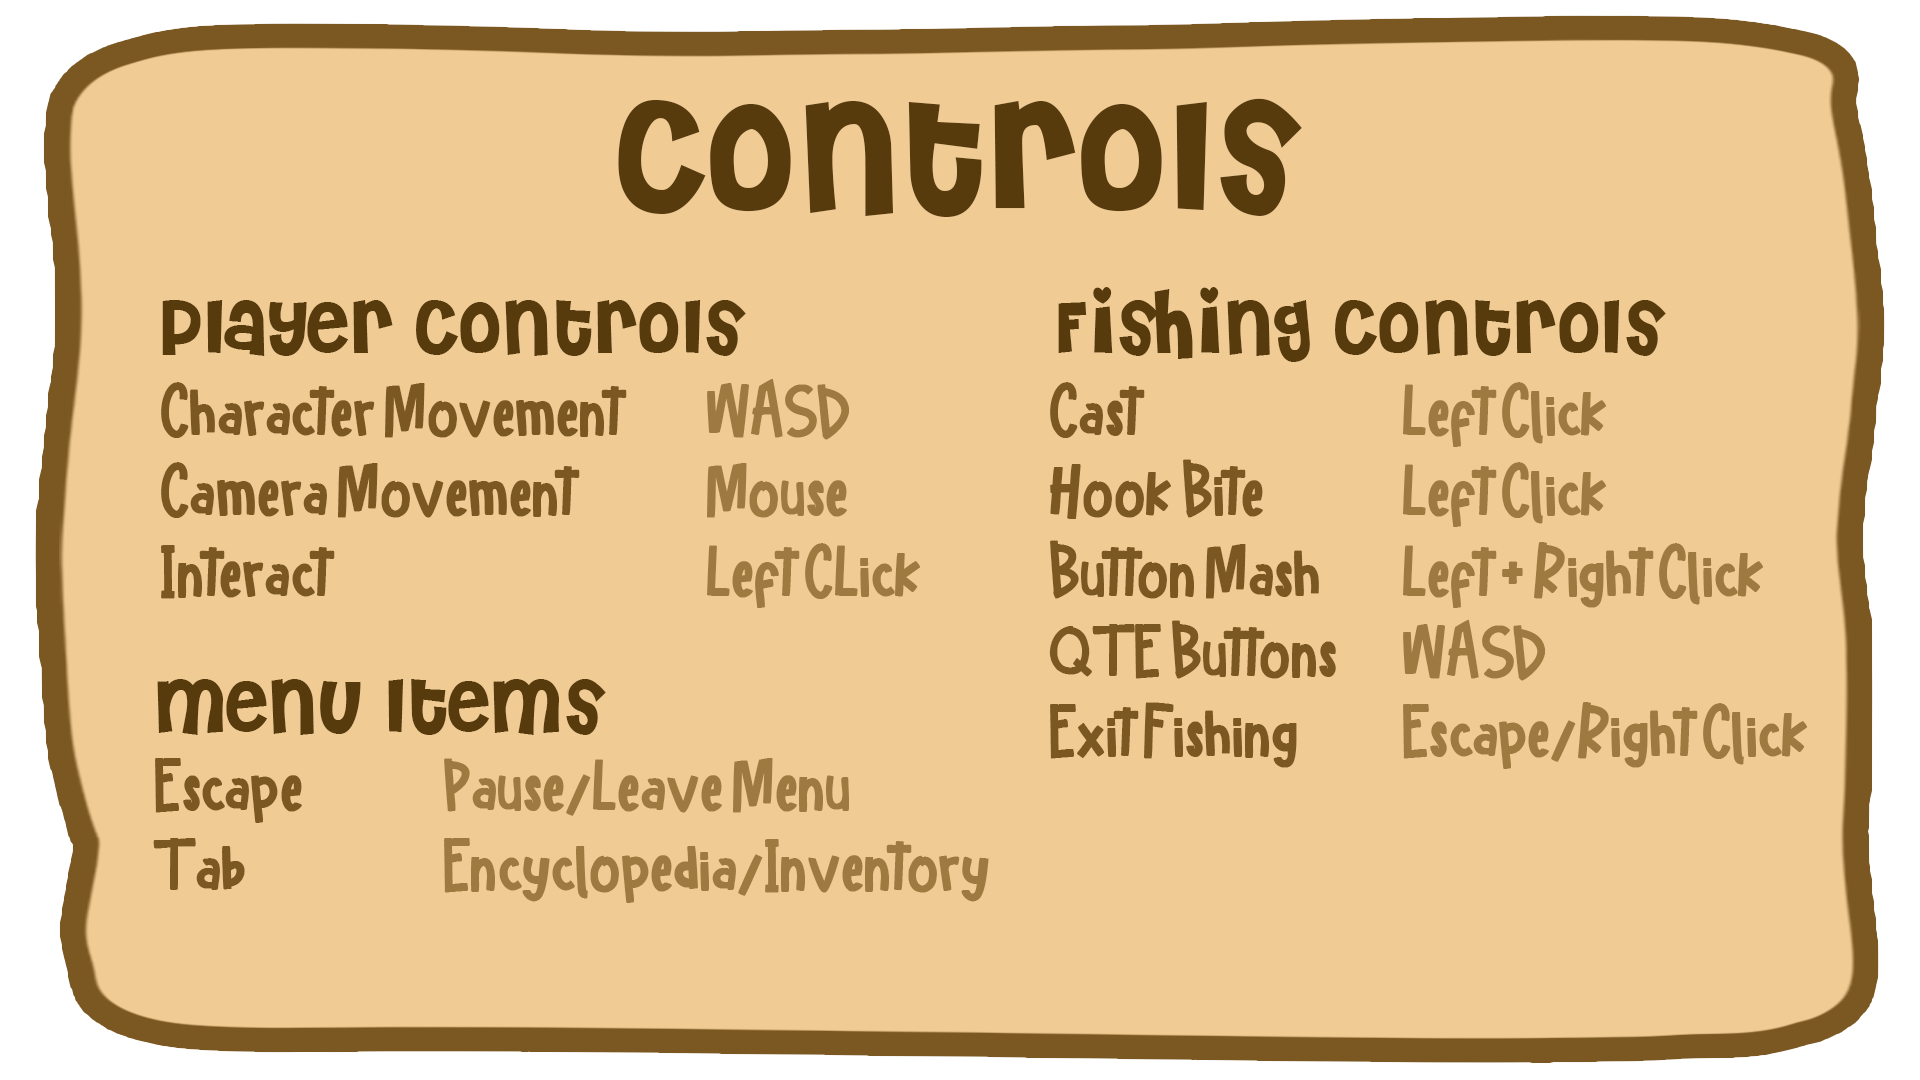 Controls
Player Controls
Character Movement WASD
Camera Movement Mouse
Interact Left CLick
Menu Items
Escape Pause/Leave Menu
Tab Encyclopedia/Inventory
Fishing Controls
Cast Left Click
Hook Bite Left Click
Button Mash Left + Right Click
QTE Buttons WASD
Exit Fishing Escape/Right Click